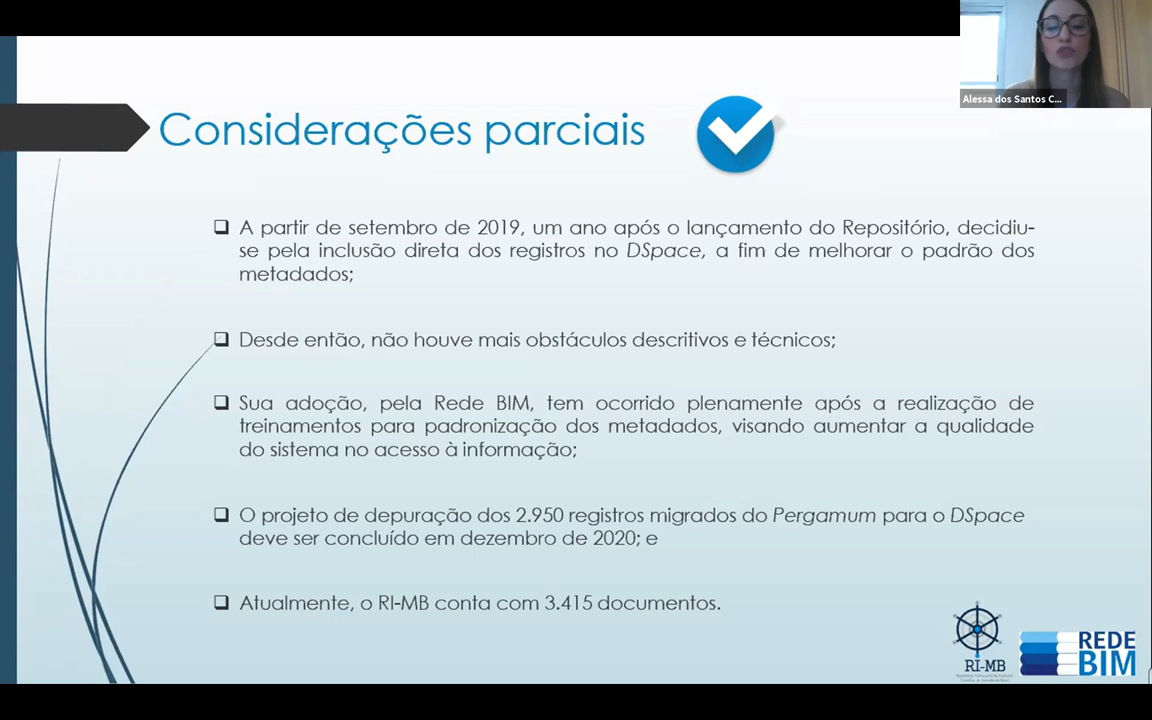 Alessa dos Santos C...
Considerações parciais
❑ A partir de setembro de 2019, um ano após o lançamento do Repositório, decidiu-
se pela inclusão direta dos registros no DSpace, a fim de melhorar o padrão dos
metadados;
❑ Desde então, não houve mais obstáculos descritivos e técnicos;
❑ Sua adoção, pela Rede BIM, tem ocorrido plenamente após a realização de
treinamentos para padronização dos metadados, visando aumentar a qualidade
do sistema no acesso à informação;
❑ O projeto de depuração dos 2.950 registros migrados do Pergamum para o DSpace
deve ser concluído em dezembro de 2020; e
❑ Atualmente, o RI-MB conta com 3.415 documentos.
RI-MB
REDE
BIM